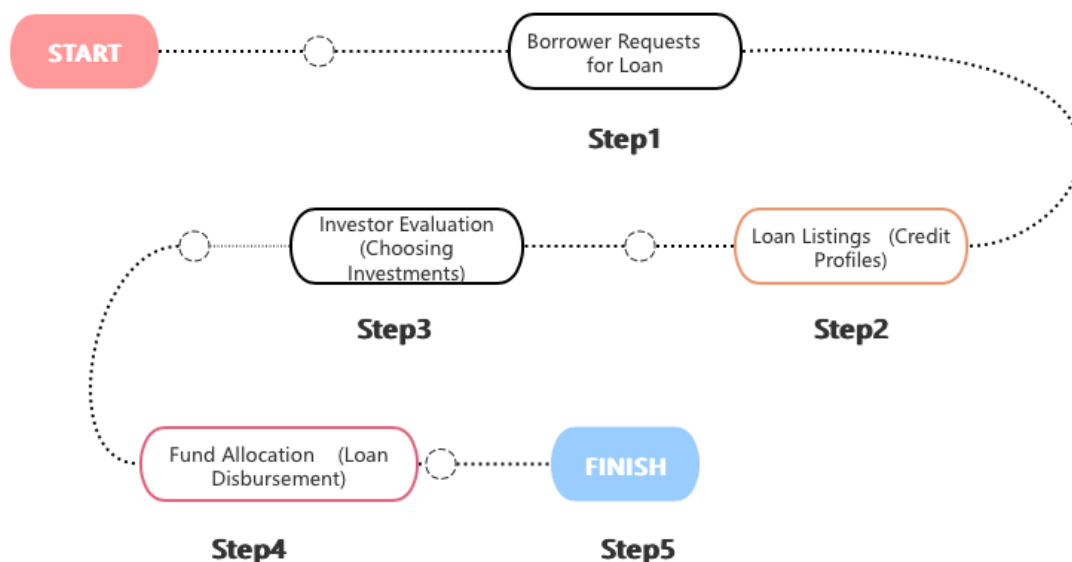 START
Borrower Requests
for Loan
Step1
Loan Listings (Credit
Profiles)
Step2
Investor Evaluation
(Choosing
Investments)
Step3
Fund Allocation (Loan
Disbursement)
Step4
FINISH
Step5